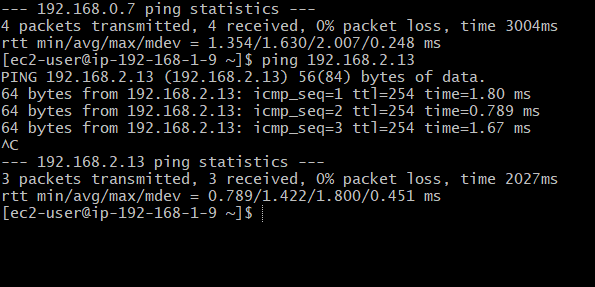 --- 192.168.0.7 ping statistics ---
4 packets transmitted, 4 received, 0% packet loss, time 3004ms
rtt min/avg/max/mdev = 1.354/1.630/2.007/0.248 ms
[ec2-user@ip-192-168-1-9 ~]$ ping 192.168.2.13
PING 192.168.2.13 (192.168.2.13) 56(84) bytes of data.
64 bytes from 192.168.2.13: icmp_seq=1 ttl=254 time=1.80 ms
64 bytes from 192.168.2.13: icmp_seq=2 ttl=254 time=0.789 ms
64 bytes from 192.168.2.13: icmp_seq=3 ttl=254 time=1.67 ms
^C
--- 192.168.2.13 ping statistics ---
3 packets transmitted, 3 received, 0% packet loss, time 2027ms
rtt min/avg/max/mdev = 0.789/1.422/1.800/0.451 ms
[ec2-user@ip-192-168-1-9 ~]$